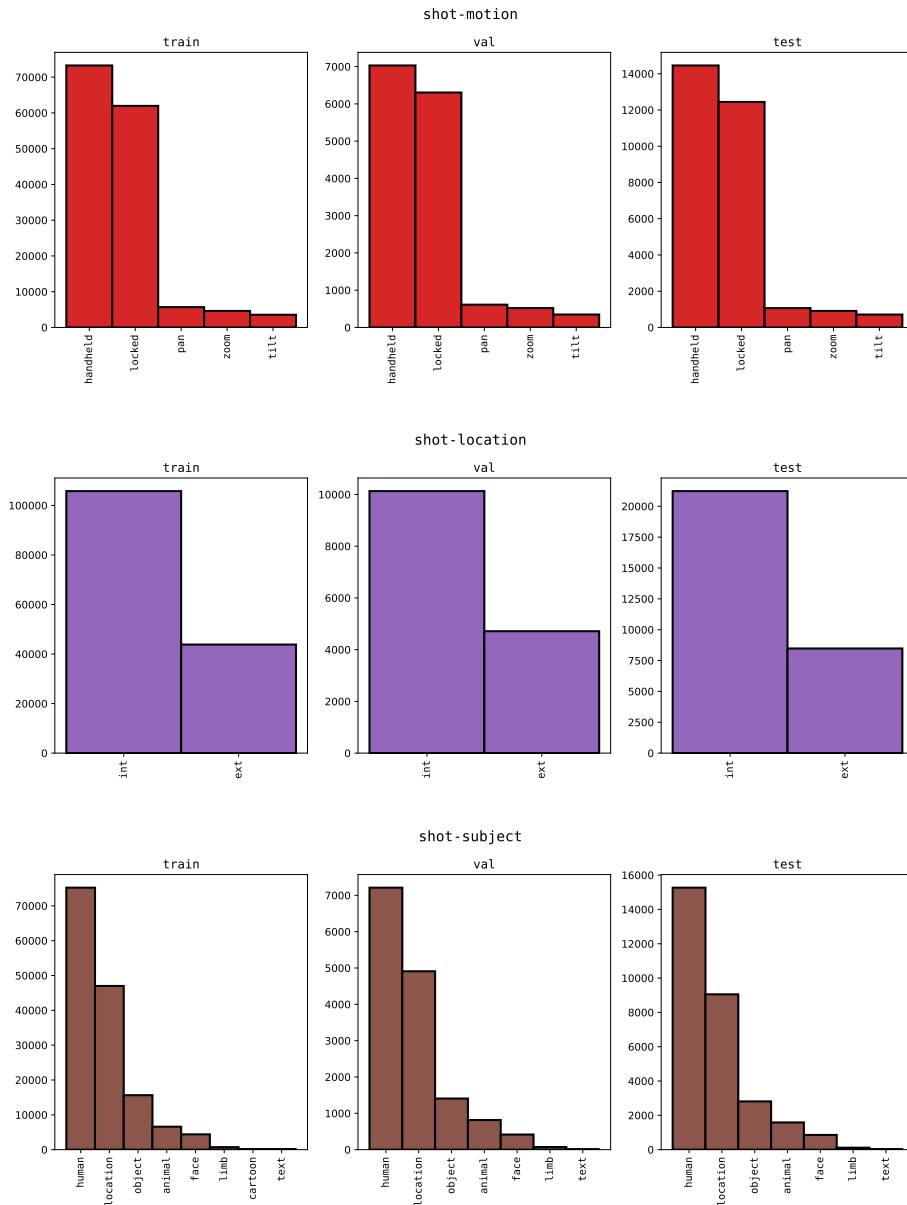 shot-motion
train val test
70000 60000 50000 40000 30000 20000 10000 0
7000 6000 5000 4000 3000 2000 1000 0
14000 12000 10000 8000 6000 4000 2000 0
handheld locked pan zoom tilt
handheld locked pan zoom tilt
handheld locked pan zoom tilt
shot-location
train val test
100000 80000 60000 40000 20000 0
10000 8000 6000 4000 2000 0
20000 17500 15000 12500 10000 7500 5000 2500 0
int ext
int ext
int ext
shot-subject
train val test
70000 60000 50000 40000 30000 20000 10000 0
7000 6000 5000 4000 3000 2000 1000 0
16000 14000 12000 10000 8000 6000 4000 2000 0
human location object animal face limb cartoon text
human location object animal face limb text
human location object animal face limb text